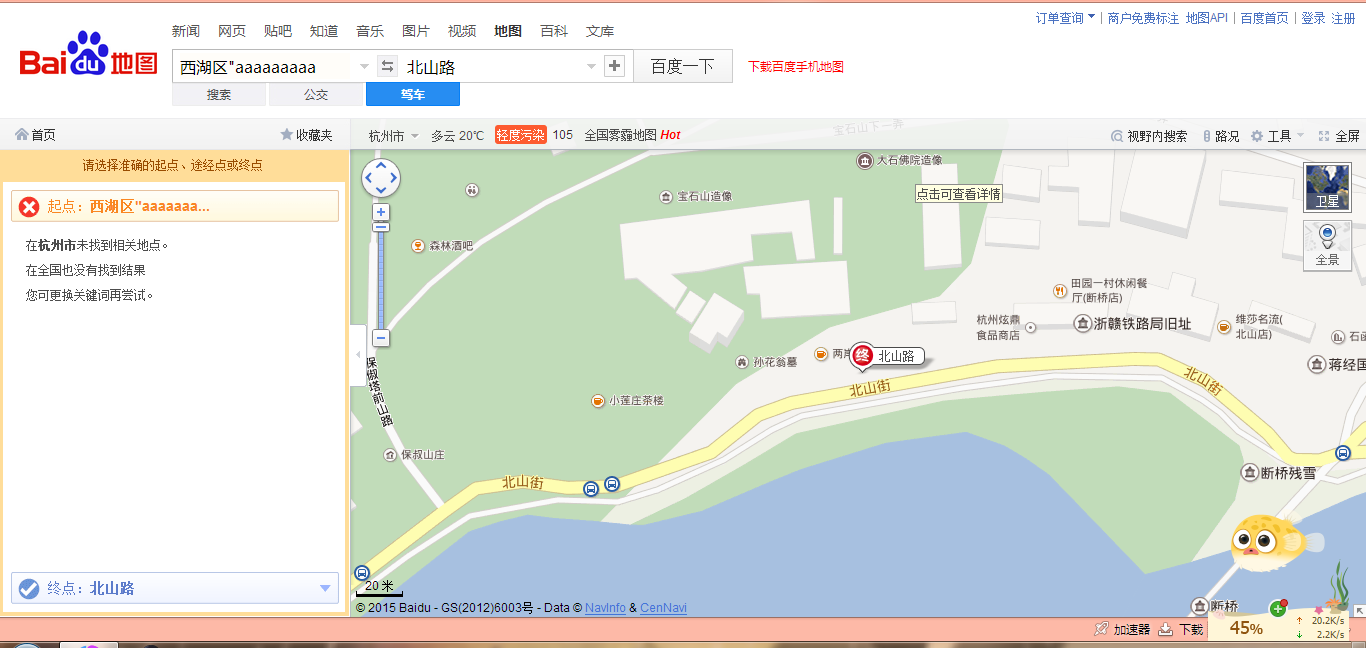 订单查询 商户免费标注 地图API 百度首页 登录 注册
Bai du 地图
新闻 网页 贴吧 知道 音乐 图片 视频 地图 百科 文库
西湖区"aaaaaaaaa 北山路 百度一下 下载百度手机地图
搜索 公交 驾车
首页 收藏夹 杭州市 多云 20℃ 轻度污染 105 全国雾霾地图 Hot 视野内搜索 路况 工具 全屏
请选择准确的起点、途经点或终点
起点：西湖区"aaaaaaa...
在杭州市未找到相关地点。
在全国也没有找到结果
您可更换关键词再尝试。
终点：北山路
大石佛院造像
点击可查看详情
宝石山造像
卫星
森林酒吧
全景
田园一村休闲餐
厅(断桥店)
杭州炫鼎
食品商店
浙赣铁路局旧址
维莎名流(
北山店)
石函
孙花翁墓
两岸
终 北山路
蒋经国
保俶塔前山路
北山街
北山街
小莲庄茶楼
保叔山庄
北山街
断桥残雪
断桥
20 米
© 2015 Baidu - GS(2012)6003号 - Data © NavInfo & CenNavi
加速器 下载 45% 20.2K/s
2.2K/s